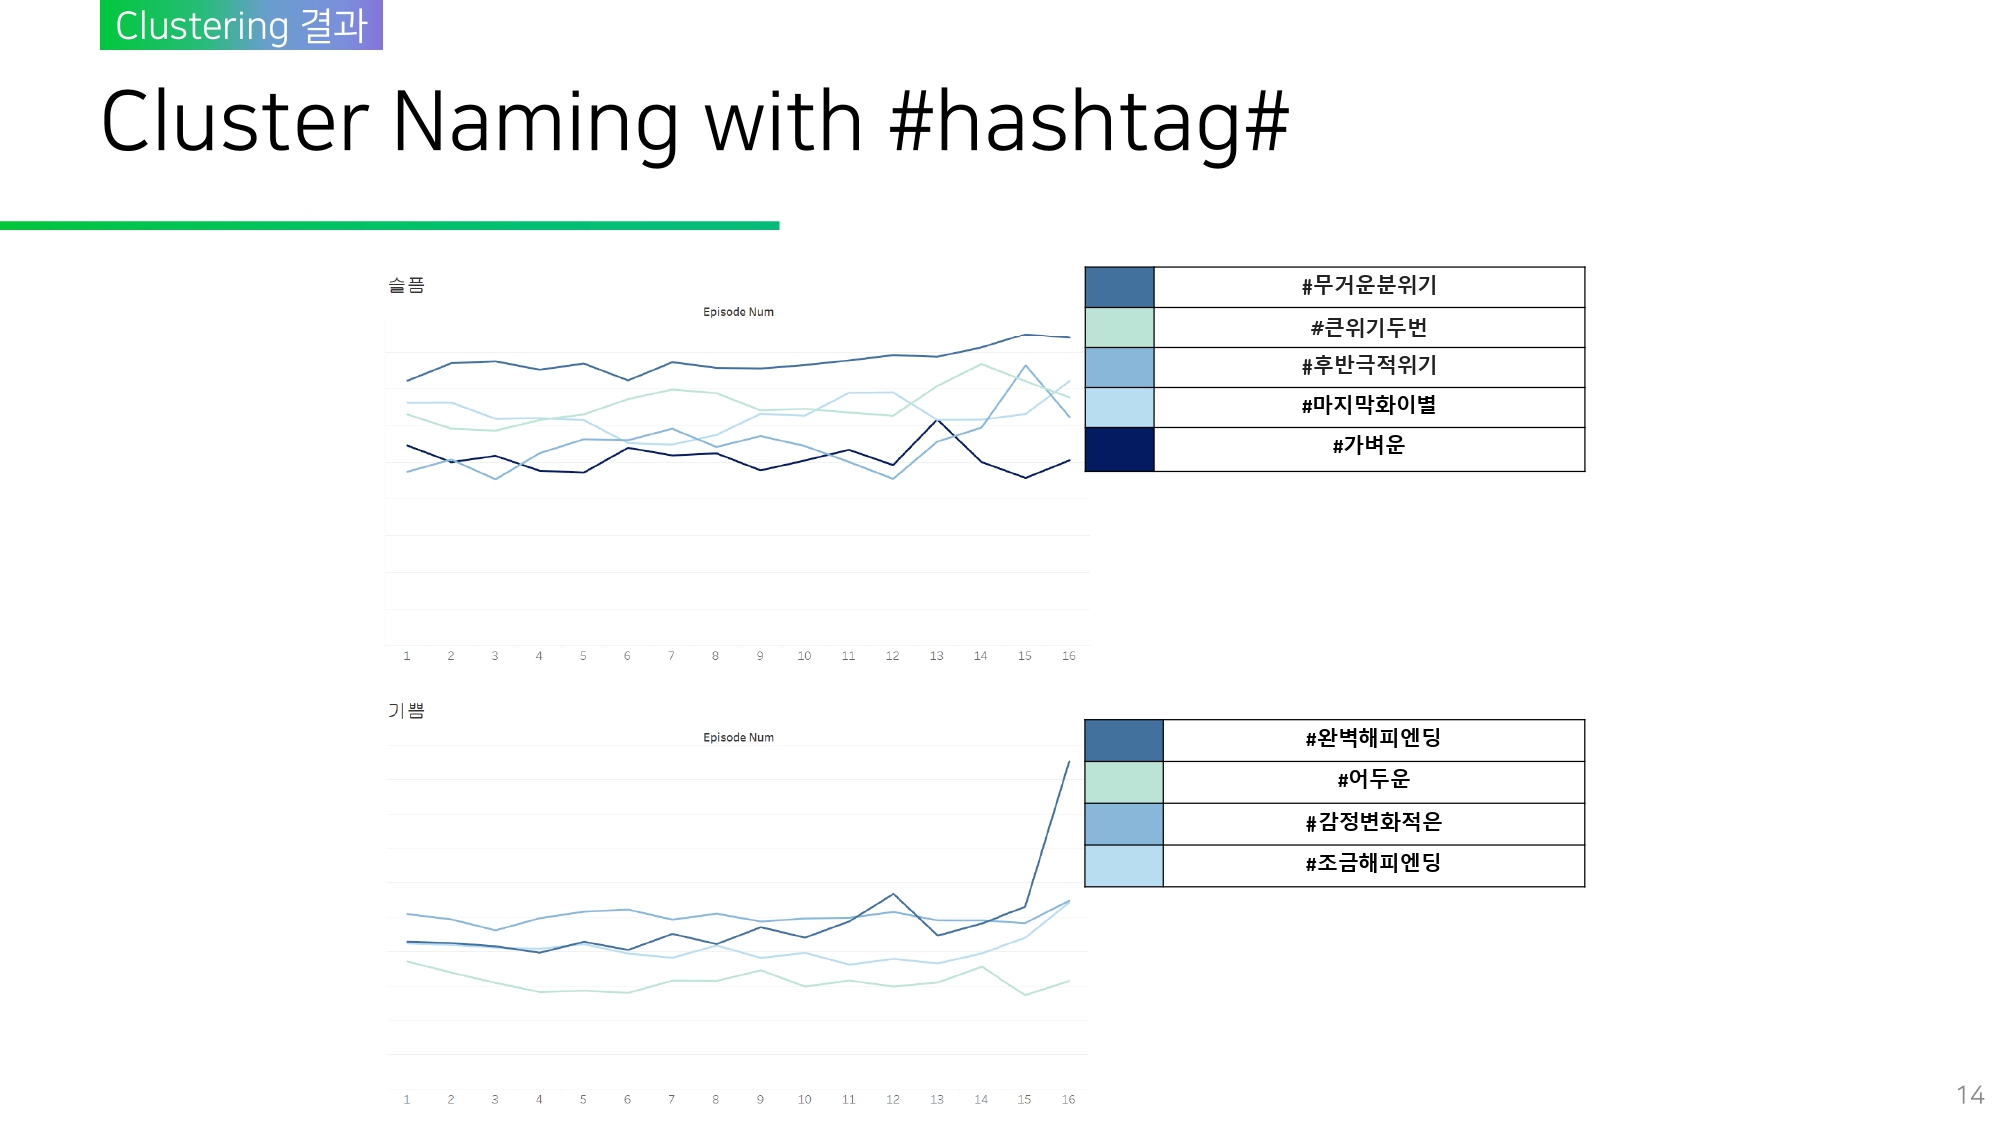 Clustering 결과
Cluster Naming with #hashtag#
슬픔
Episode Num
1 2 3 4 5 6 7 8 9 10 11 12 13 14 15 16
#무거운분위기
#큰위기두번
#후반극적위기
#마지막화이별
#가벼운
기쁨
Episode Num
1 2 3 4 5 6 7 8 9 10 11 12 13 14 15 16
#완벽해피엔딩
#어두운
#감정변화적은
#조금해피엔딩
14